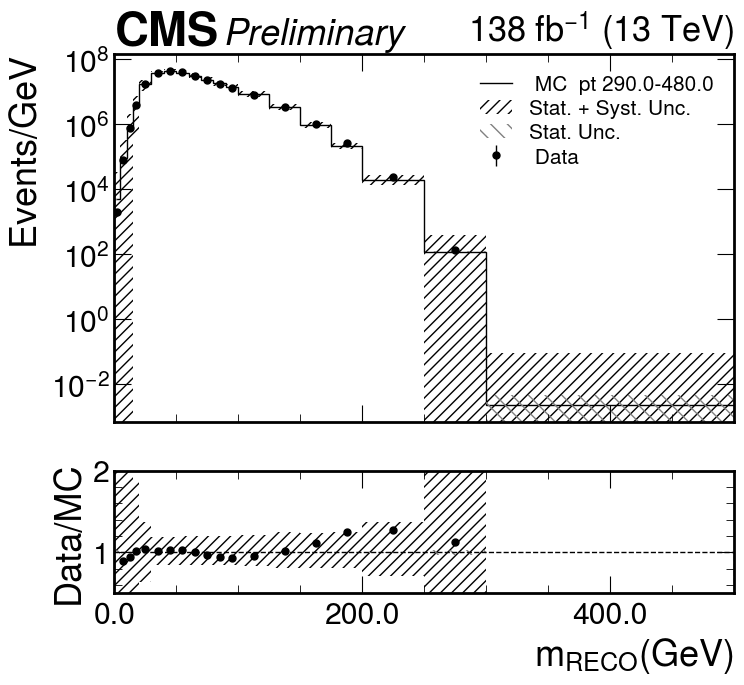 CMS Preliminary 138 fb⁻¹ (13 TeV)
Events/GeV
10⁸
10⁶
10⁴
10²
10⁰
10⁻²
MC pt 290.0-480.0
Stat. + Syst. Unc.
Stat. Unc.
Data
Data/MC
2
1
0.0 200.0 400.0
m_RECO(GeV)